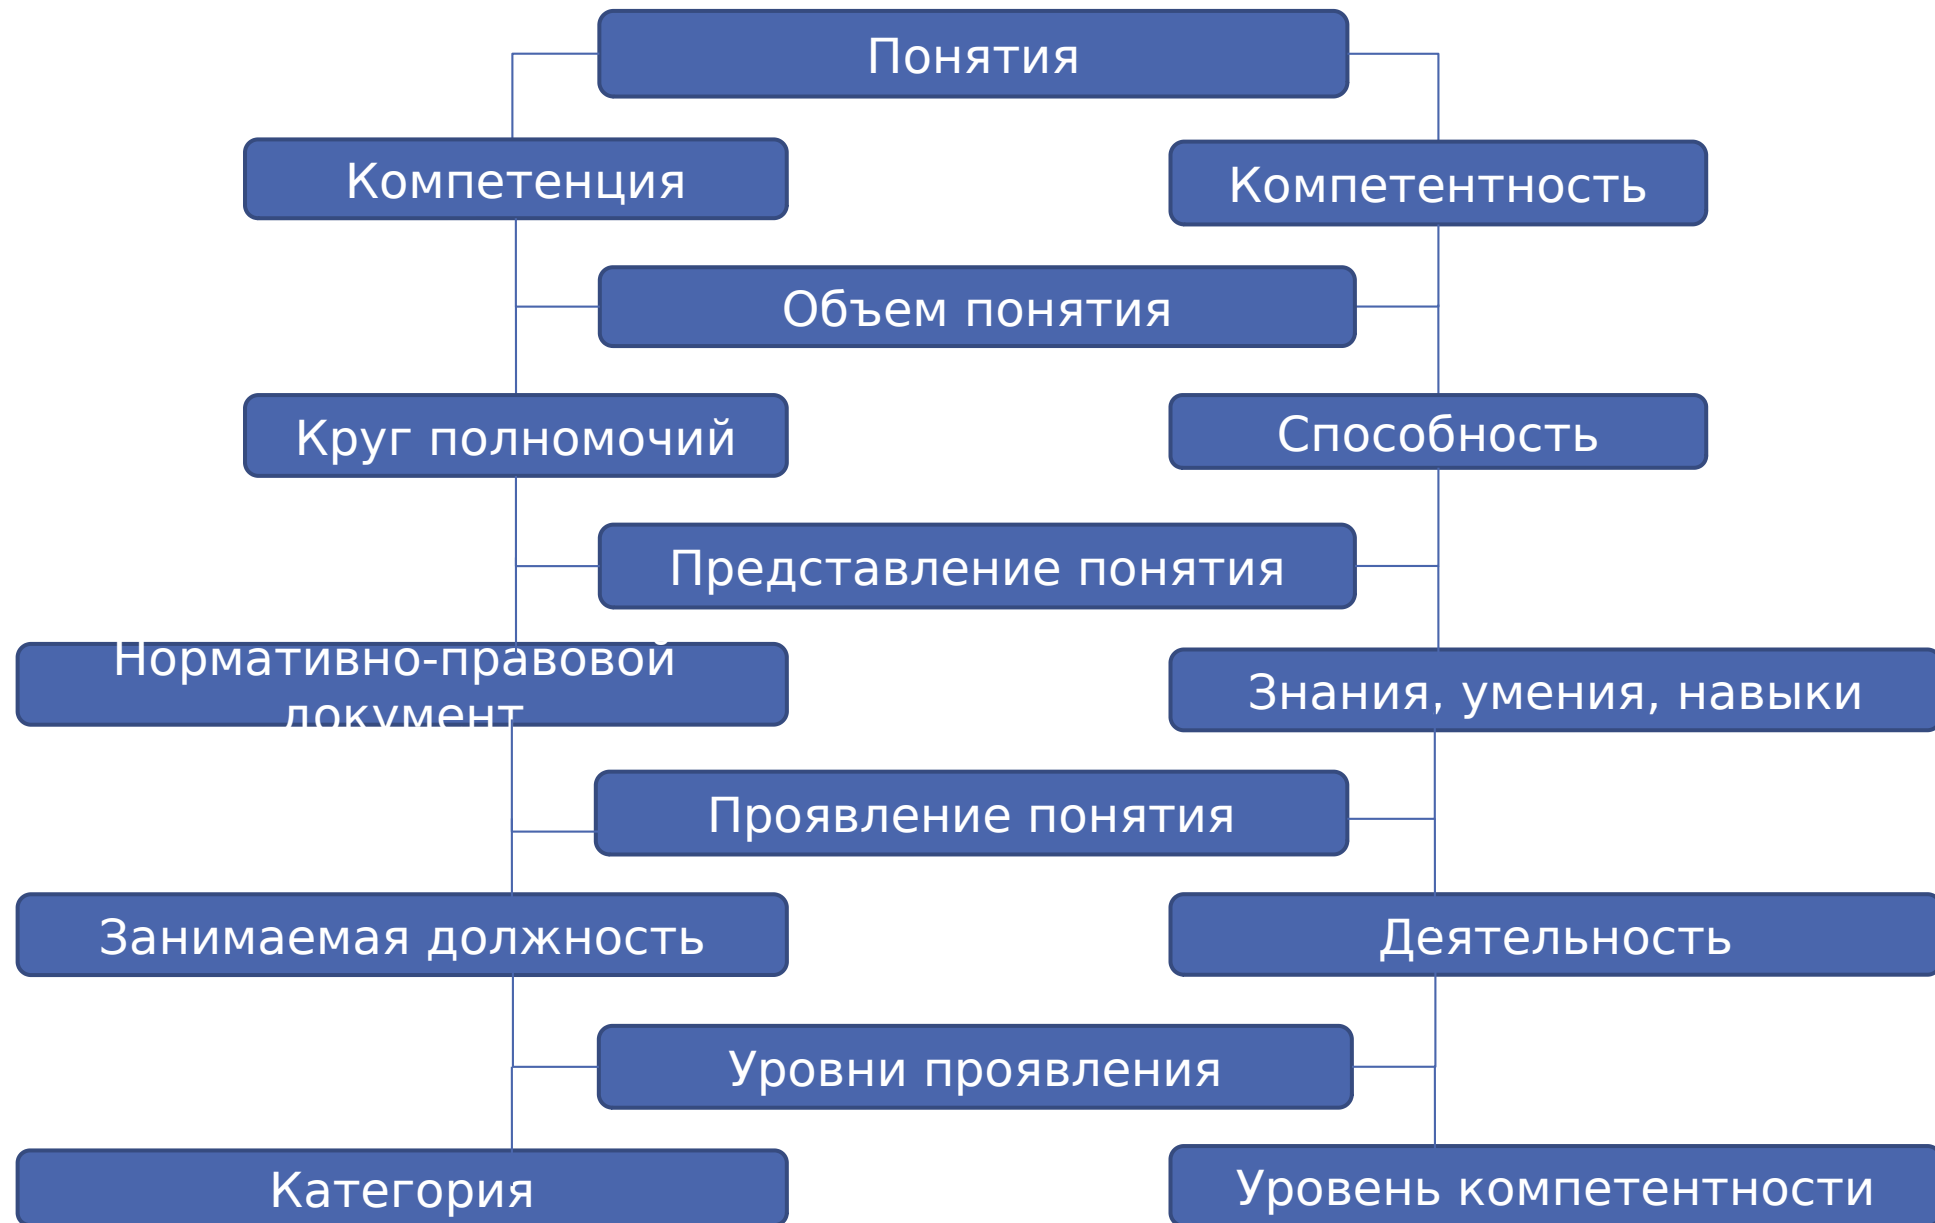 Понятия
Компетенция
Компетентность
Объем понятия
Круг полномочий
Способность
Представление понятия
Нормативно-правовой
документ
Знания, умения, навыки
Проявление понятия
Занимаемая должность
Деятельность
Уровни проявления
Категория
Уровень компетентности